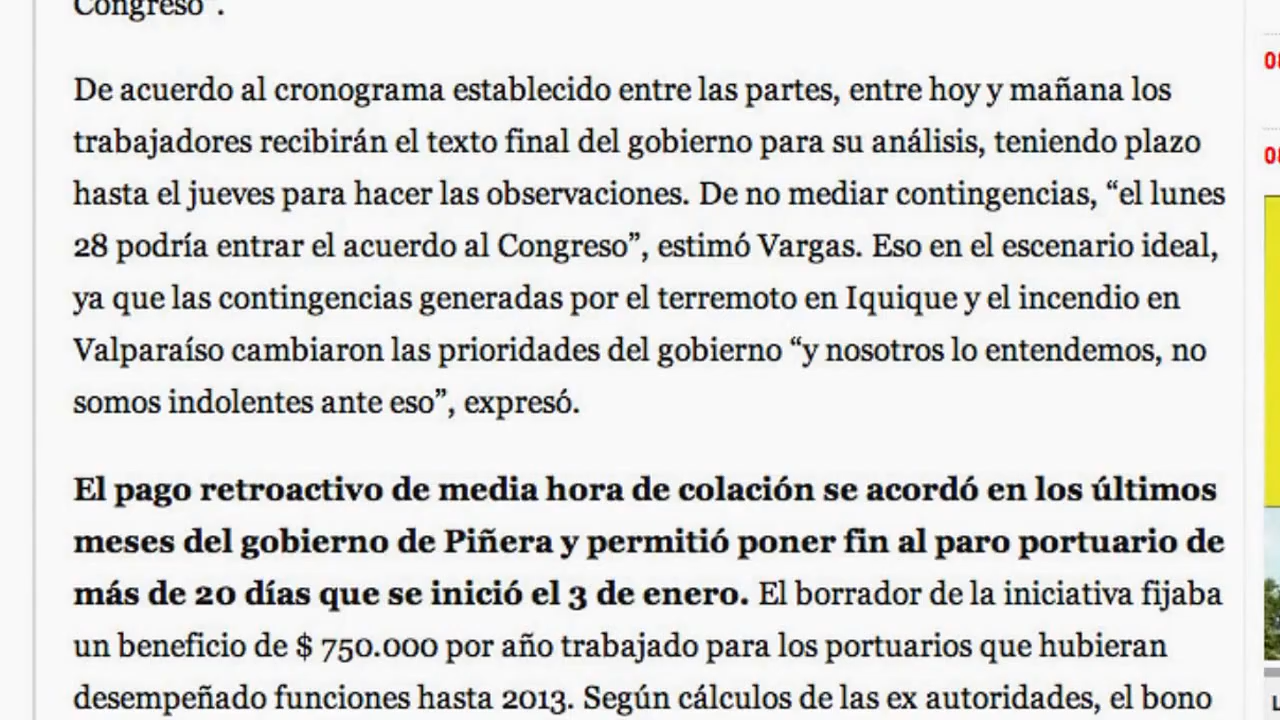 Congreso”.
De acuerdo al cronograma establecido entre las partes, entre hoy y mañana los
trabajadores recibirán el texto final del gobierno para su análisis, teniendo plazo
hasta el jueves para hacer las observaciones. De no mediar contingencias, “el lunes
28 podría entrar el acuerdo al Congreso”, estimó Vargas. Eso en el escenario ideal,
ya que las contingencias generadas por el terremoto en Iquique y el incendio en
Valparaíso cambiaron las prioridades del gobierno “y nosotros lo entendemos, no
somos indolentes ante eso”, expresó.
El pago retroactivo de media hora de colación se acordó en los últimos
meses del gobierno de Piñera y permitió poner fin al paro portuario de
más de 20 días que se inició el 3 de enero. El borrador de la iniciativa fijaba
un beneficio de $ 750.000 por año trabajado para los portuarios que hubieran
desempeñado funciones hasta 2013. Según cálculos de las ex autoridades, el bono